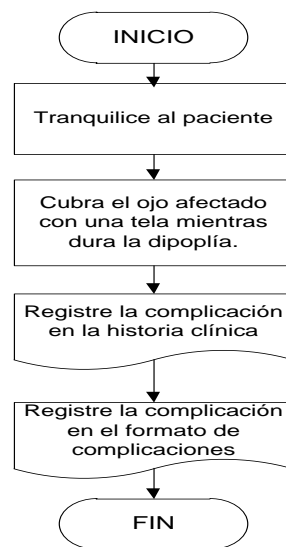 INICIO
Tranquilice al paciente
Cubra el ojo afectado
con una tela mientras
dura la dipoplía.
Registre la complicación
en la historia clínica
Registre la complicación
en el formato de
complicaciones
FIN